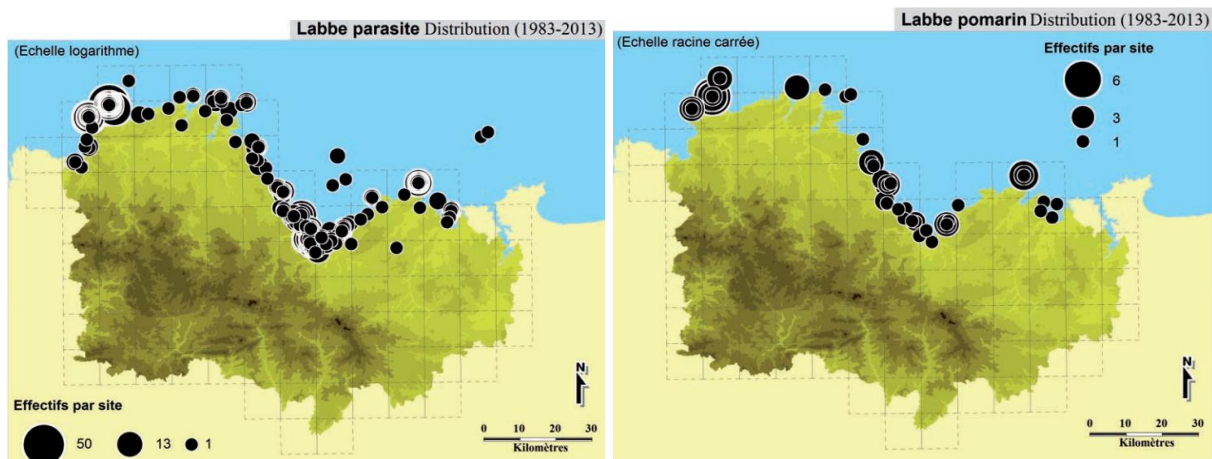 Labbe parasite Distribution (1983-2013)
(Echelle logarithme)
N
Effectifs par site
50 13 1
0 10 20 30
Kilomètres
Labbe pomarin Distribution (1983-2013)
(Echelle racine carrée)
Effectifs par site
6
3
1
N
0 10 20 30
Kilomètres